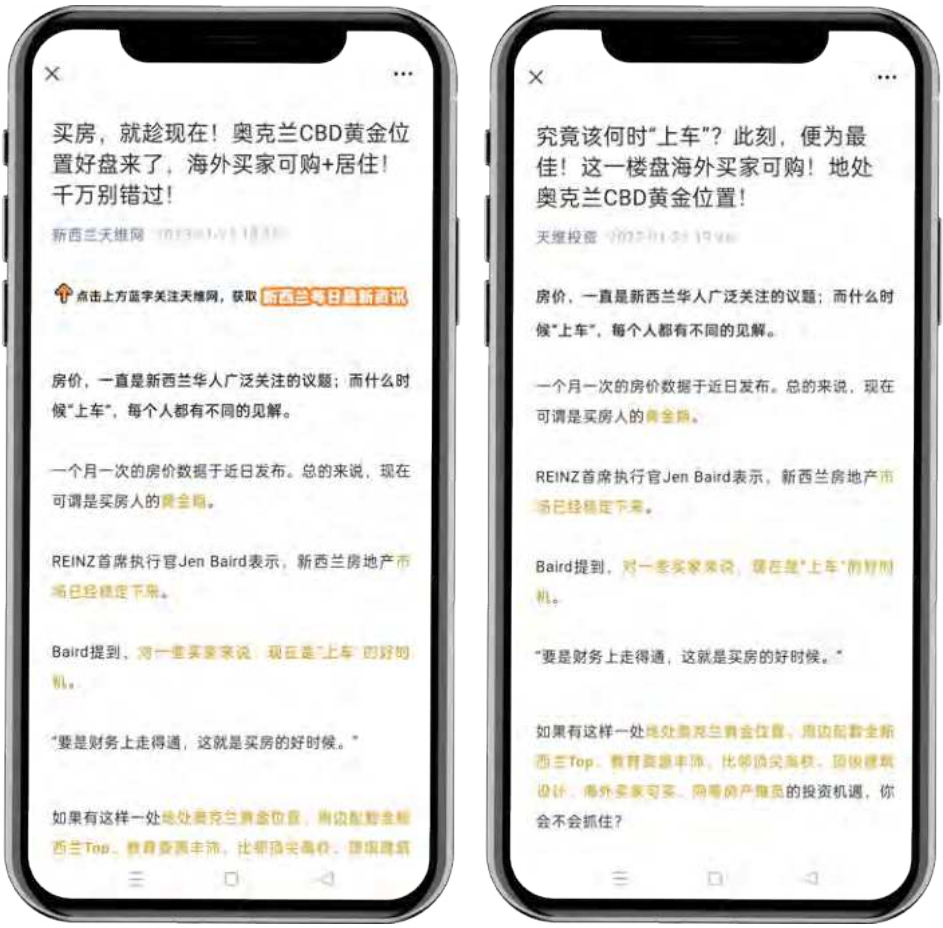 买房，就趁现在！奥克兰CBD黄金位
置好盘来了，海外买家可购+居住！
千万别错过！
新西兰天维网
点击上方蓝字关注天维网，获取 新西兰每日最新资讯
房价，一直是新西兰华人广泛关注的议题；而什么时
候“上车”，每个人都有不同的见解。
一个月一次的房价数据于近日发布。总的来说，现在
可谓是买房人的黄金期。
REINZ首席执行官Jen Baird表示，新西兰房地产市
场已经稳定下来。
Baird提到，对一些买家来说，现在是“上车”的好时
机。
“要是财务上走得通，这就是买房的好时候。”
如果有这样一处地处奥克兰黄金位置、周边配套全新
西兰Top、教育资源丰沛、比邻顶尖高校、顶级建筑
究竟该何时“上车”？此刻，便为最
佳！这一楼盘海外买家可购！地处
奥克兰CBD黄金位置！
天维投资
房价，一直是新西兰华人广泛关注的议题；而什么时
候“上车”，每个人都有不同的见解。
一个月一次的房价数据于近日发布。总的来说，现在
可谓是买房人的黄金期。
REINZ首席执行官Jen Baird表示，新西兰房地产市
场已经稳定下来。
Baird提到，对一些买家来说，现在是“上车”的好时
机。
“要是财务上走得通，这就是买房的好时候。”
如果有这样一处地处奥克兰黄金位置、周边配套全新
西兰Top、教育资源丰沛、比邻顶尖高校、顶级建筑
设计、海外买家可买、同等房产难觅的投资机遇，你
会不会抓住？